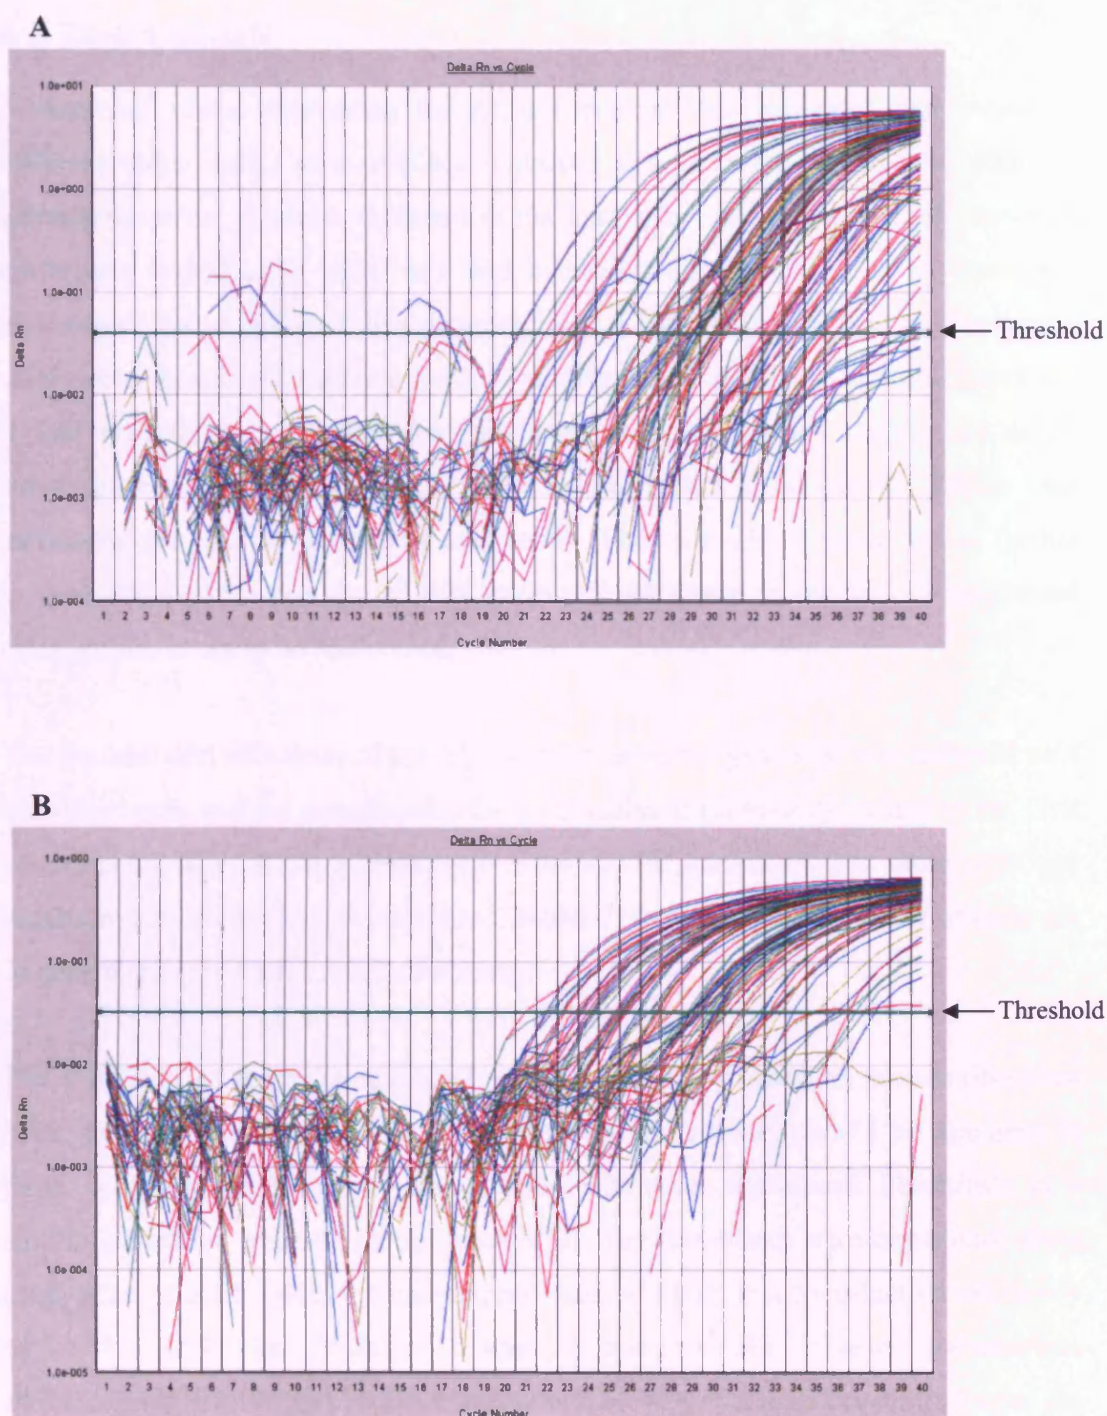 A
Delta Rn vs Cycle
1.0e+001
1.0e+000
1.0e-001
Threshold
Delta Rn
1.0e-002
1.0e-003
1.0e-004
1 2 3 4 5 6 7 8 9 10 11 12 13 14 15 16 17 18 19 20 21 22 23 24 25 26 27 28 29 30 31 32 33 34 35 36 37 38 39 40
Cycle Number
B
Delta Rn vs Cycle
1.0e+000
1.0e-001
Threshold
1.0e-002
Delta Rn
1.0e-003
1.0e-004
1.0e-005
1 2 3 4 5 6 7 8 9 10 11 12 13 14 15 16 17 18 19 20 21 22 23 24 25 26 27 28 29 30 31 32 33 34 35 36 37 38 39 40
Cycle Number